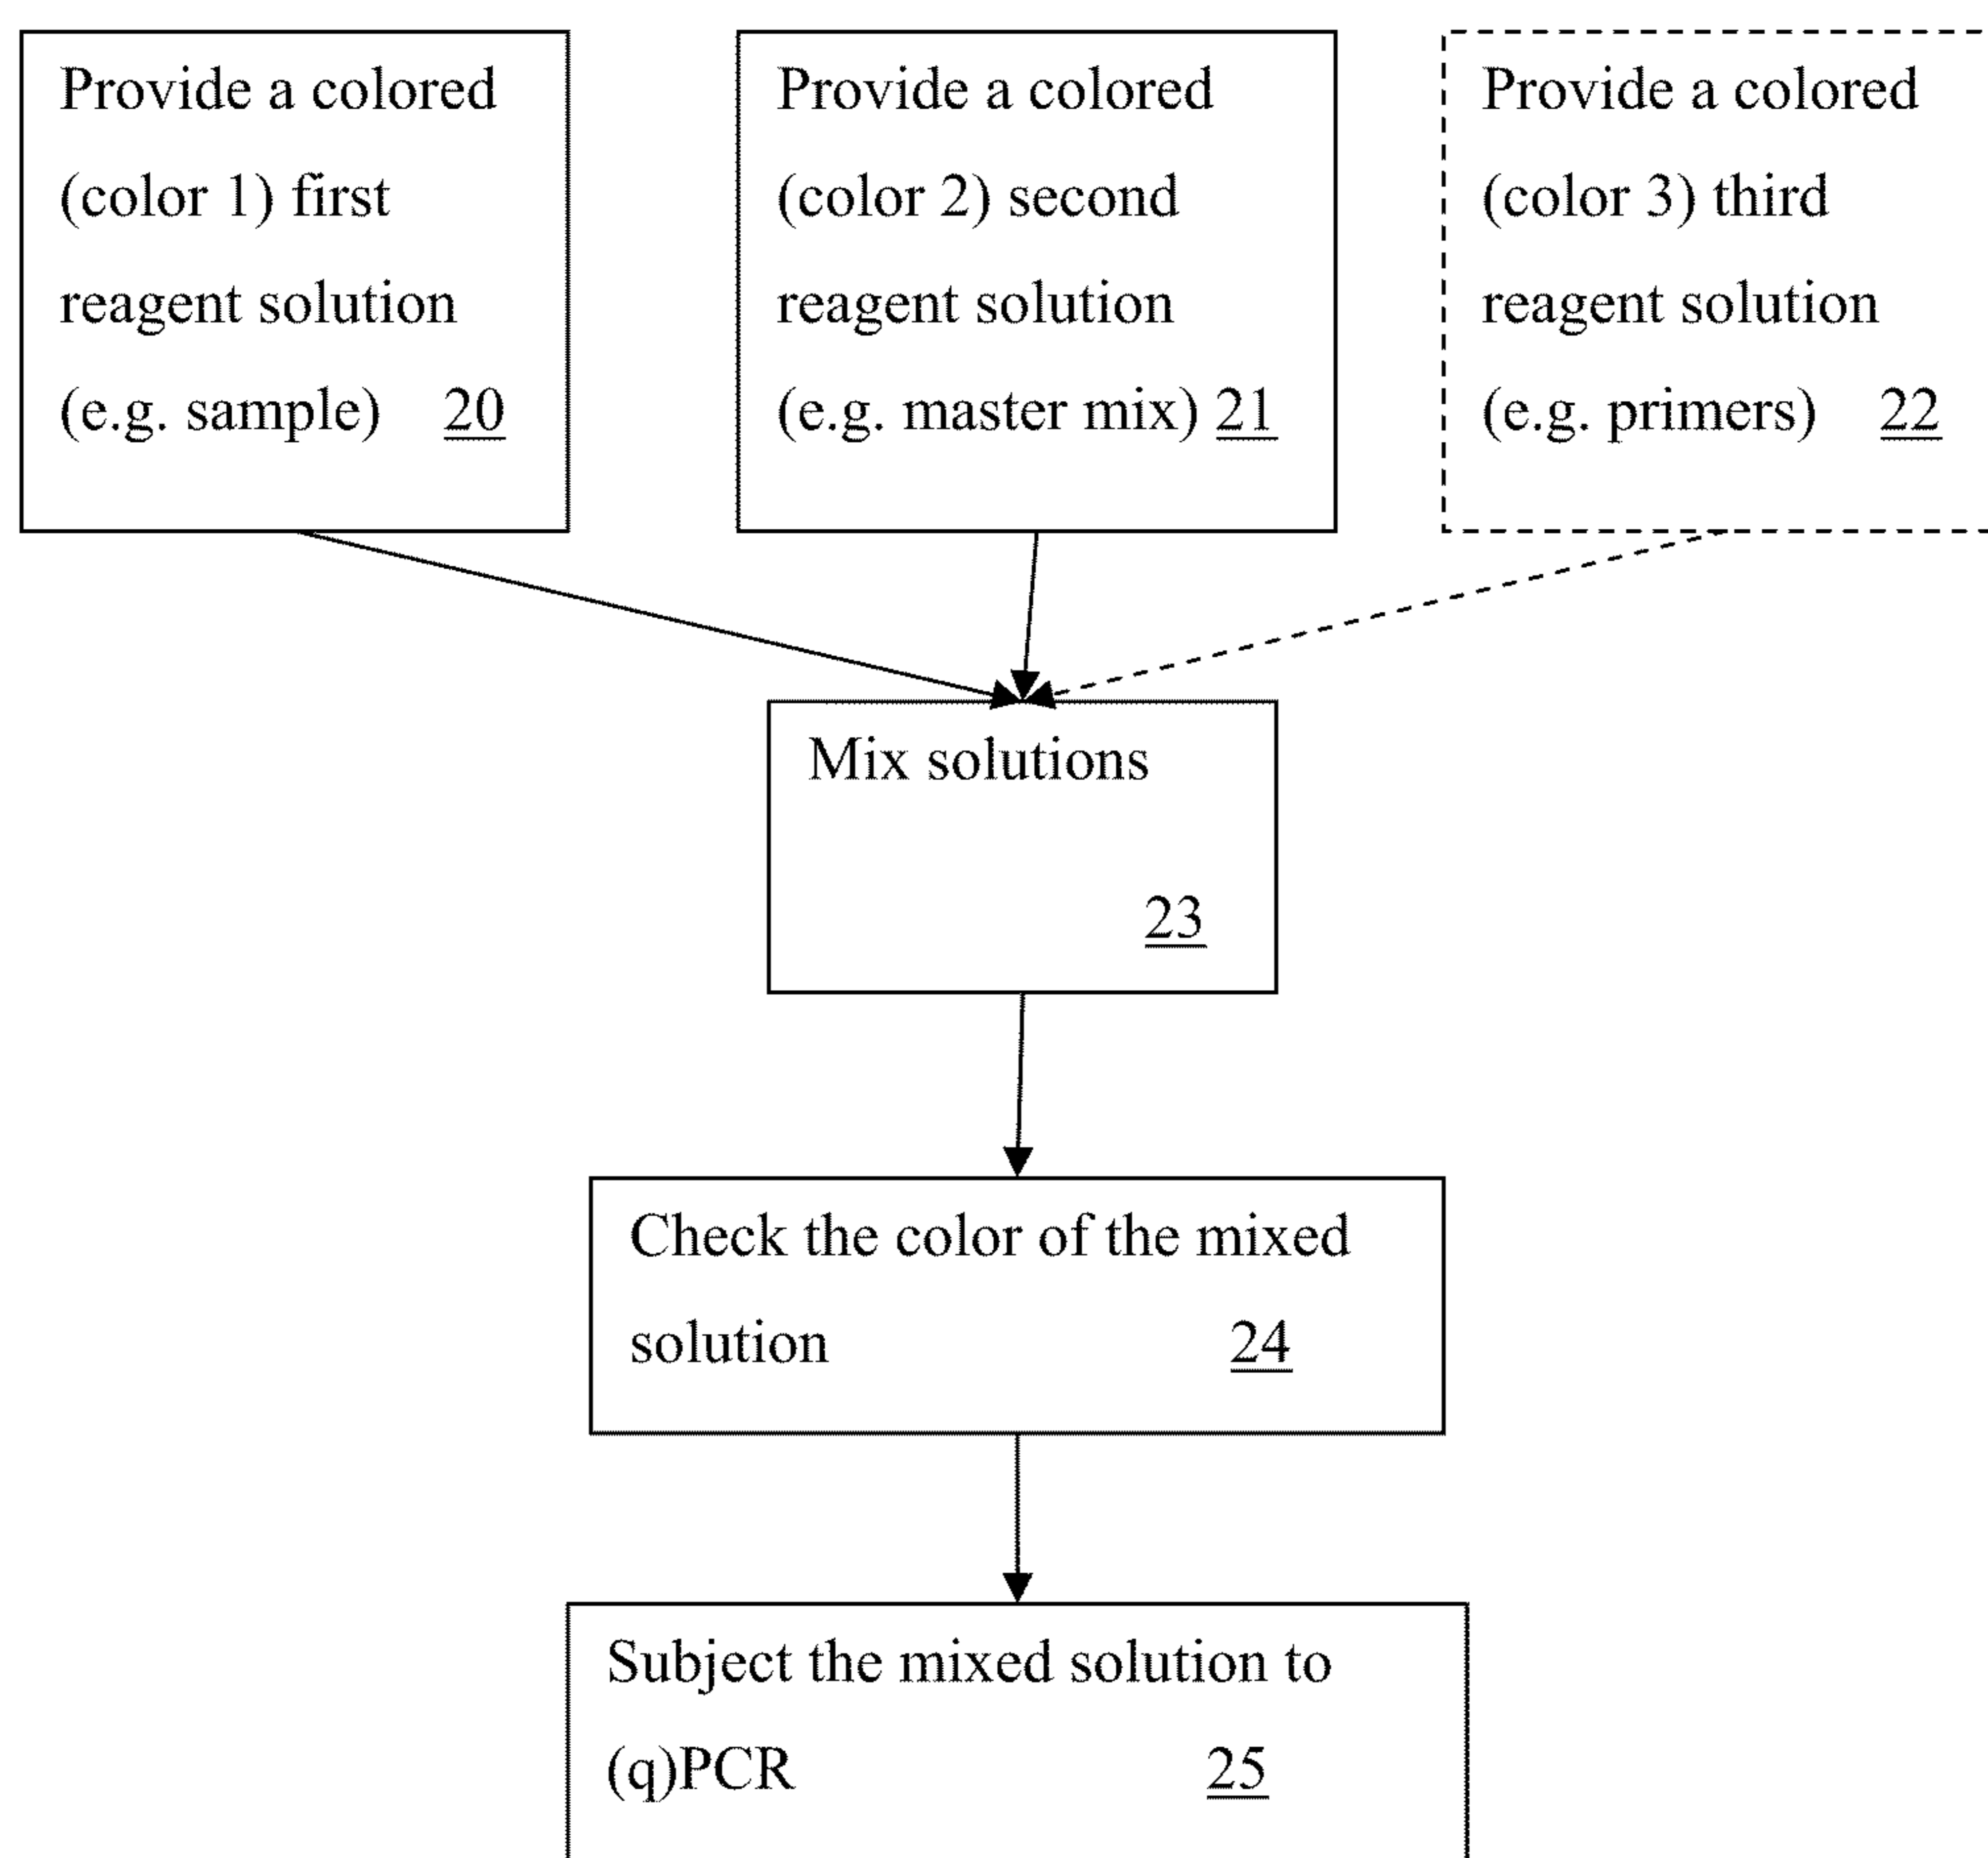 Provide a colored
(color 1) first
reagent solution
(e.g. sample) 20
Provide a colored
(color 2) second
reagent solution
(e.g. master mix) 21
Provide a colored
(color 3) third
reagent solution
(e.g. primers) 22
Mix solutions
23
Check the color of the mixed
solution 24
Subject the mixed solution to
(q)PCR 25